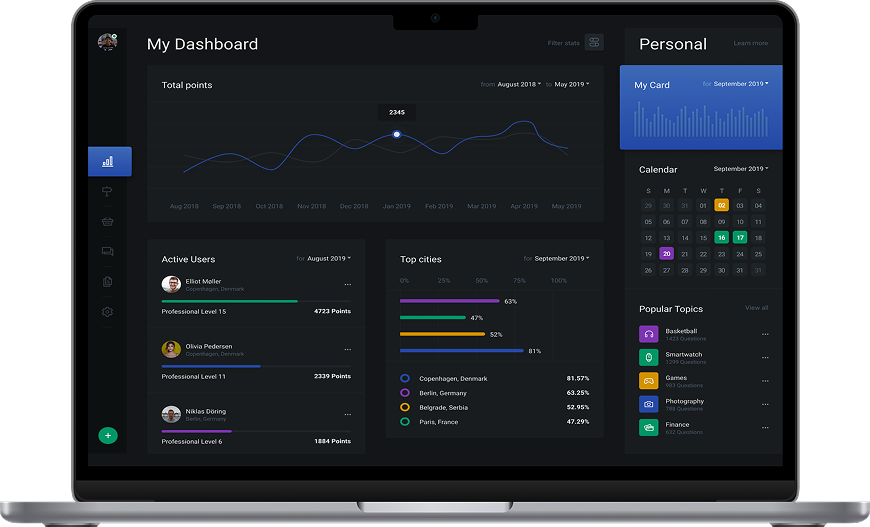 My Dashboard
Filter stats
Total points
from August 2018 to May 2019
2345
Aug 2018 Sep 2018 Oct 2018 Nov 2018 Dec 2018 Jan 2019 Feb 2019 Mar 2019 Apr 2019 May 2019
Active Users
for August 2019
Elliot Møller
Copenhagen, Denmark
Professional Level 15 4723 Points
Olivia Pedersen
Copenhagen, Denmark
Professional Level 11 2339 Points
Niklas Döring
Berlin, Germany
Professional Level 6 1884 Points
Top cities
for September 2019
0% 25% 50% 75% 100%
63%
47%
52%
81%
Copenhagen, Denmark 81.57%
Berlin, Germany 63.25%
Belgrade, Serbia 52.95%
Paris, France 47.29%
Personal
Learn more
My Card
for September 2019
Calendar
September 2019
S M T W T F S
29 30 31 01 02 03 04
05 06 07 08 09 10 11
12 13 14 15 16 17 18
19 20 21 22 23 24 25
26 27 28 29 30 31 31
Popular Topics
View all
Basketball
1423 Questions
Smartwatch
1299 Questions
Games
983 Questions
Photography
788 Questions
Finance
632 Questions